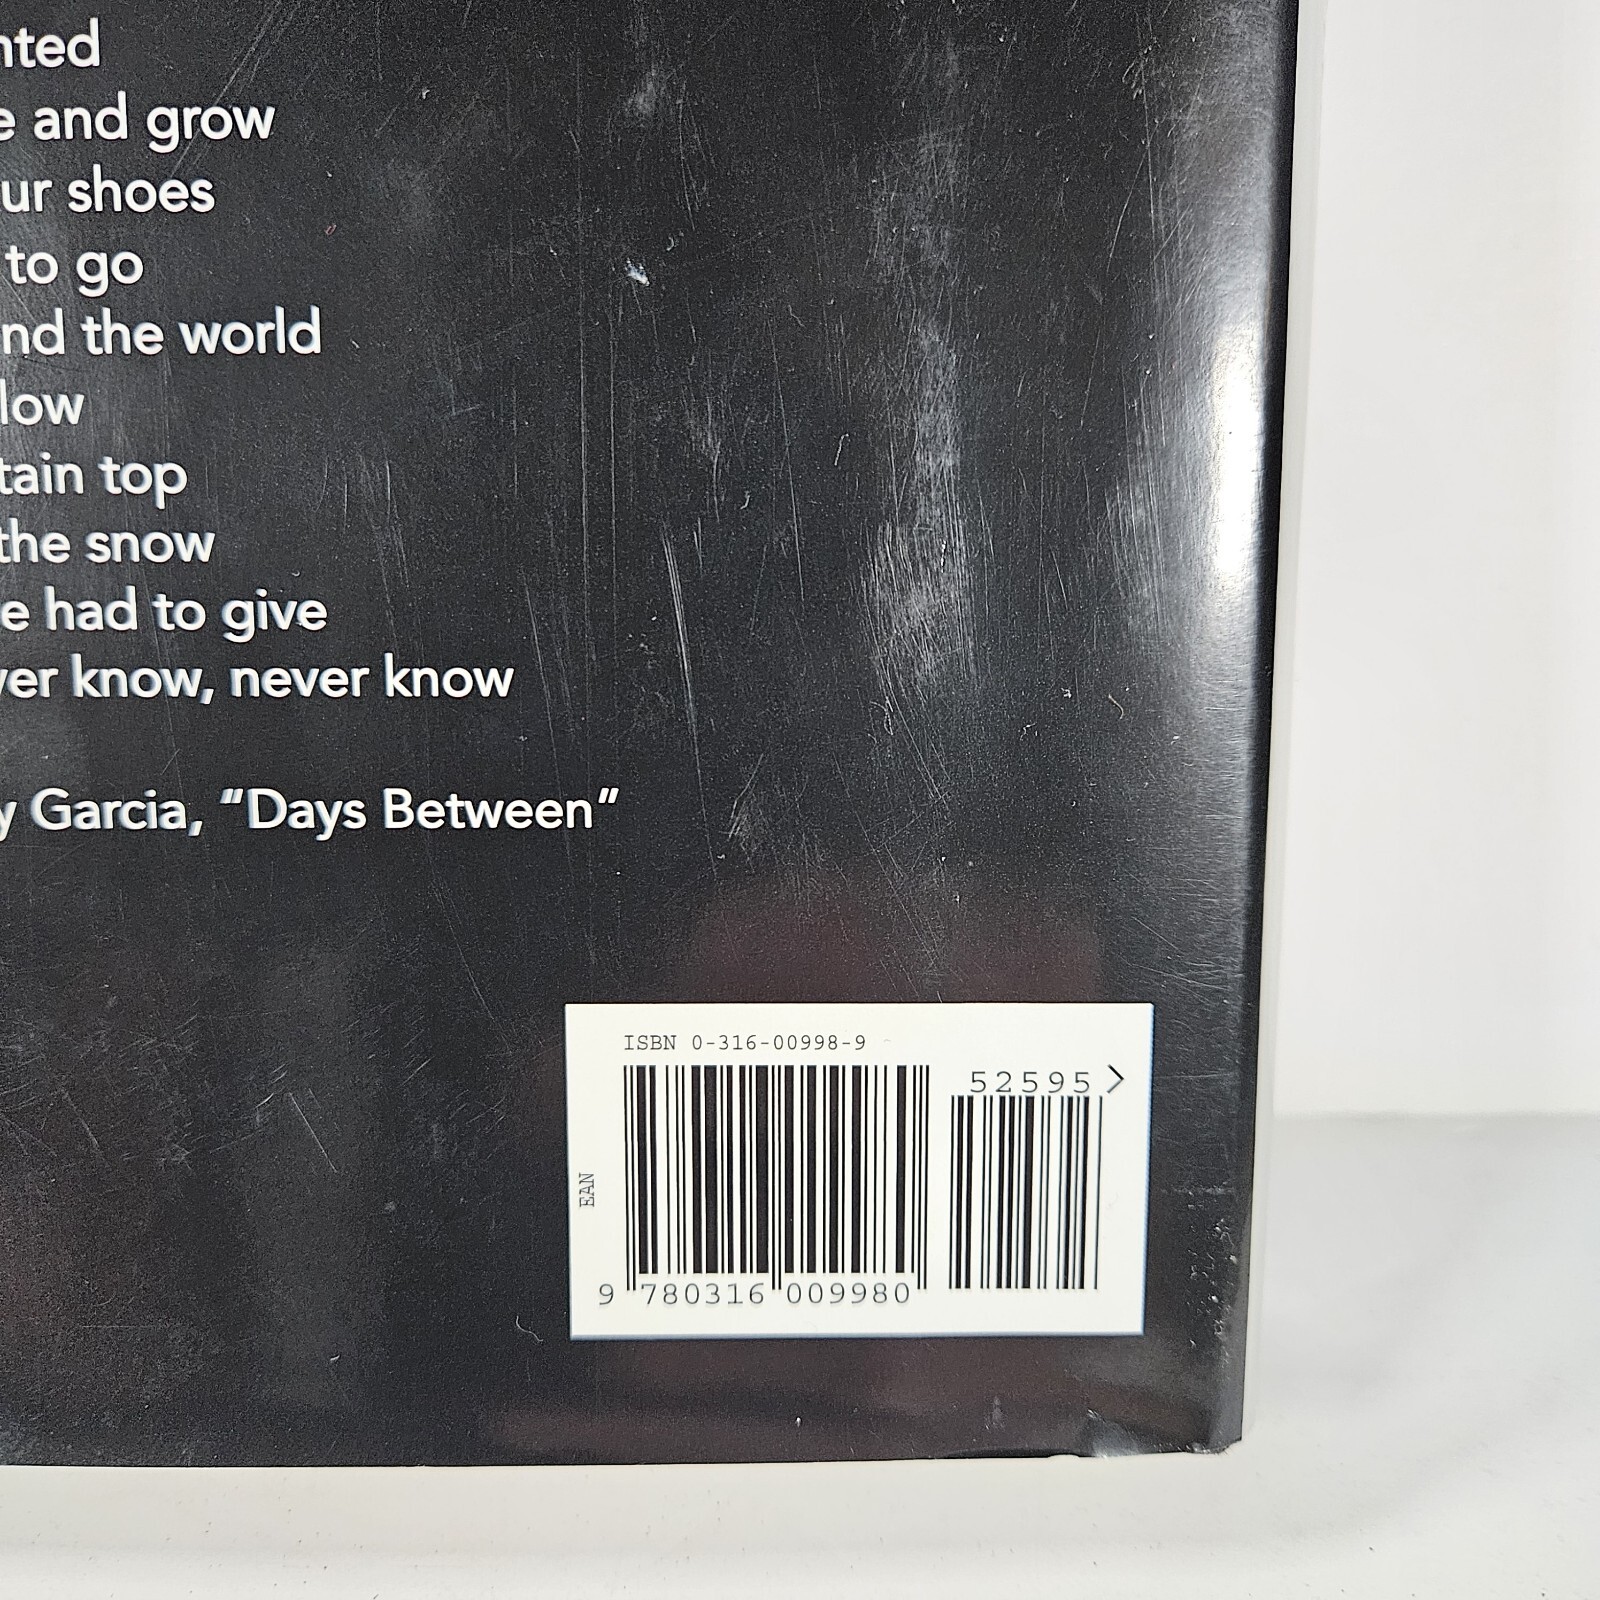 nted
e and grow
ur shoes
to go
nd the world
low
tain top
the snow
e had to give
ver know, never know
y Garcia, "Days Between"
ISBN 0-316-00998-9
52595>
EAN
9 780316 009980